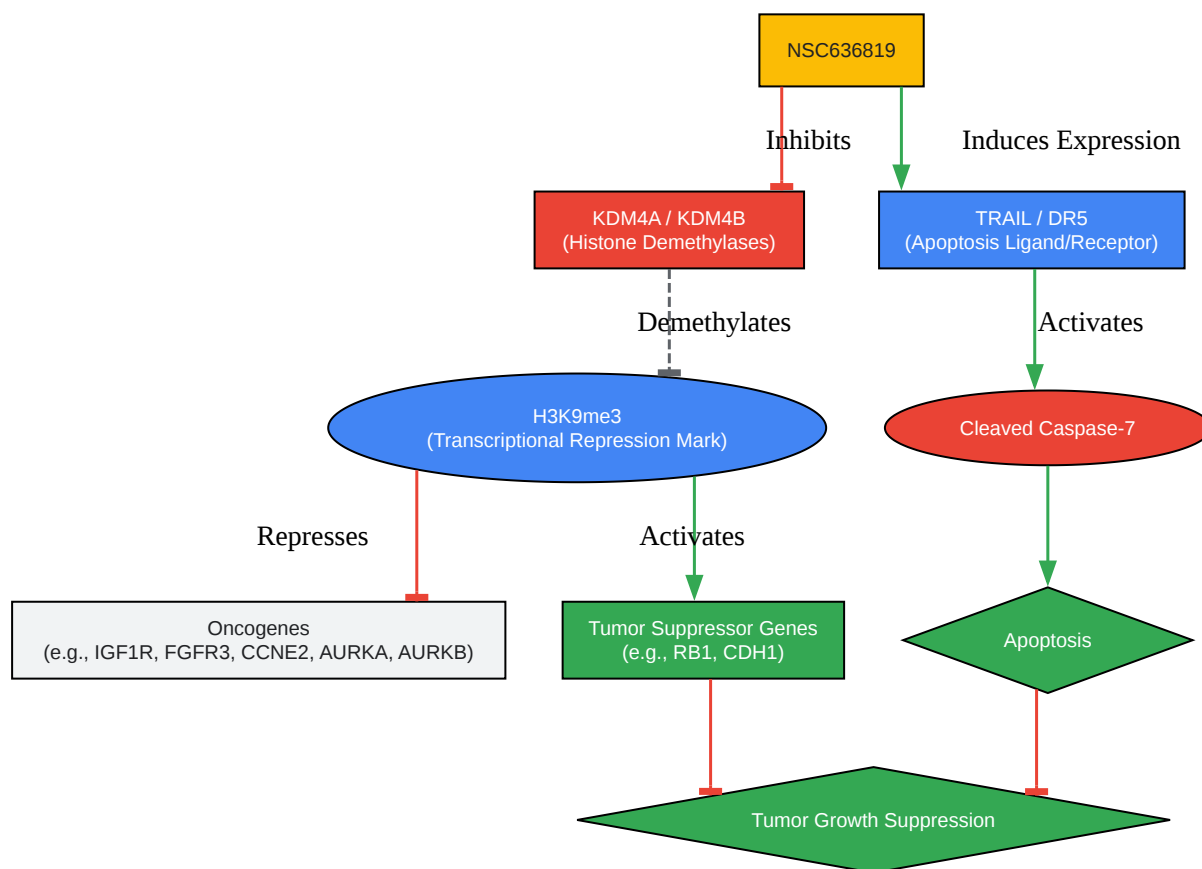 NSC636819
Inhibits
Induces Expression
KDM4A / KDM4B
(Histone Demethylases)
TRAIL / DR5
(Apoptosis Ligand/Receptor)
Demethylates
Activates
H3K9me3
(Transcriptional Repression Mark)
Cleaved Caspase-7
Represses
Activates
Oncogenes
(e.g., IGF1R, FGFR3, CCNE2, AURKA, AURKB)
Tumor Suppressor Genes
(e.g., RB1, CDH1)
Apoptosis
Tumor Growth Suppression